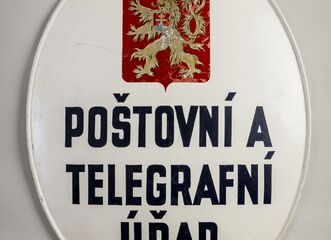 POŠTOVNÍ A
TELEGRAFNÍ
ÚŘAD